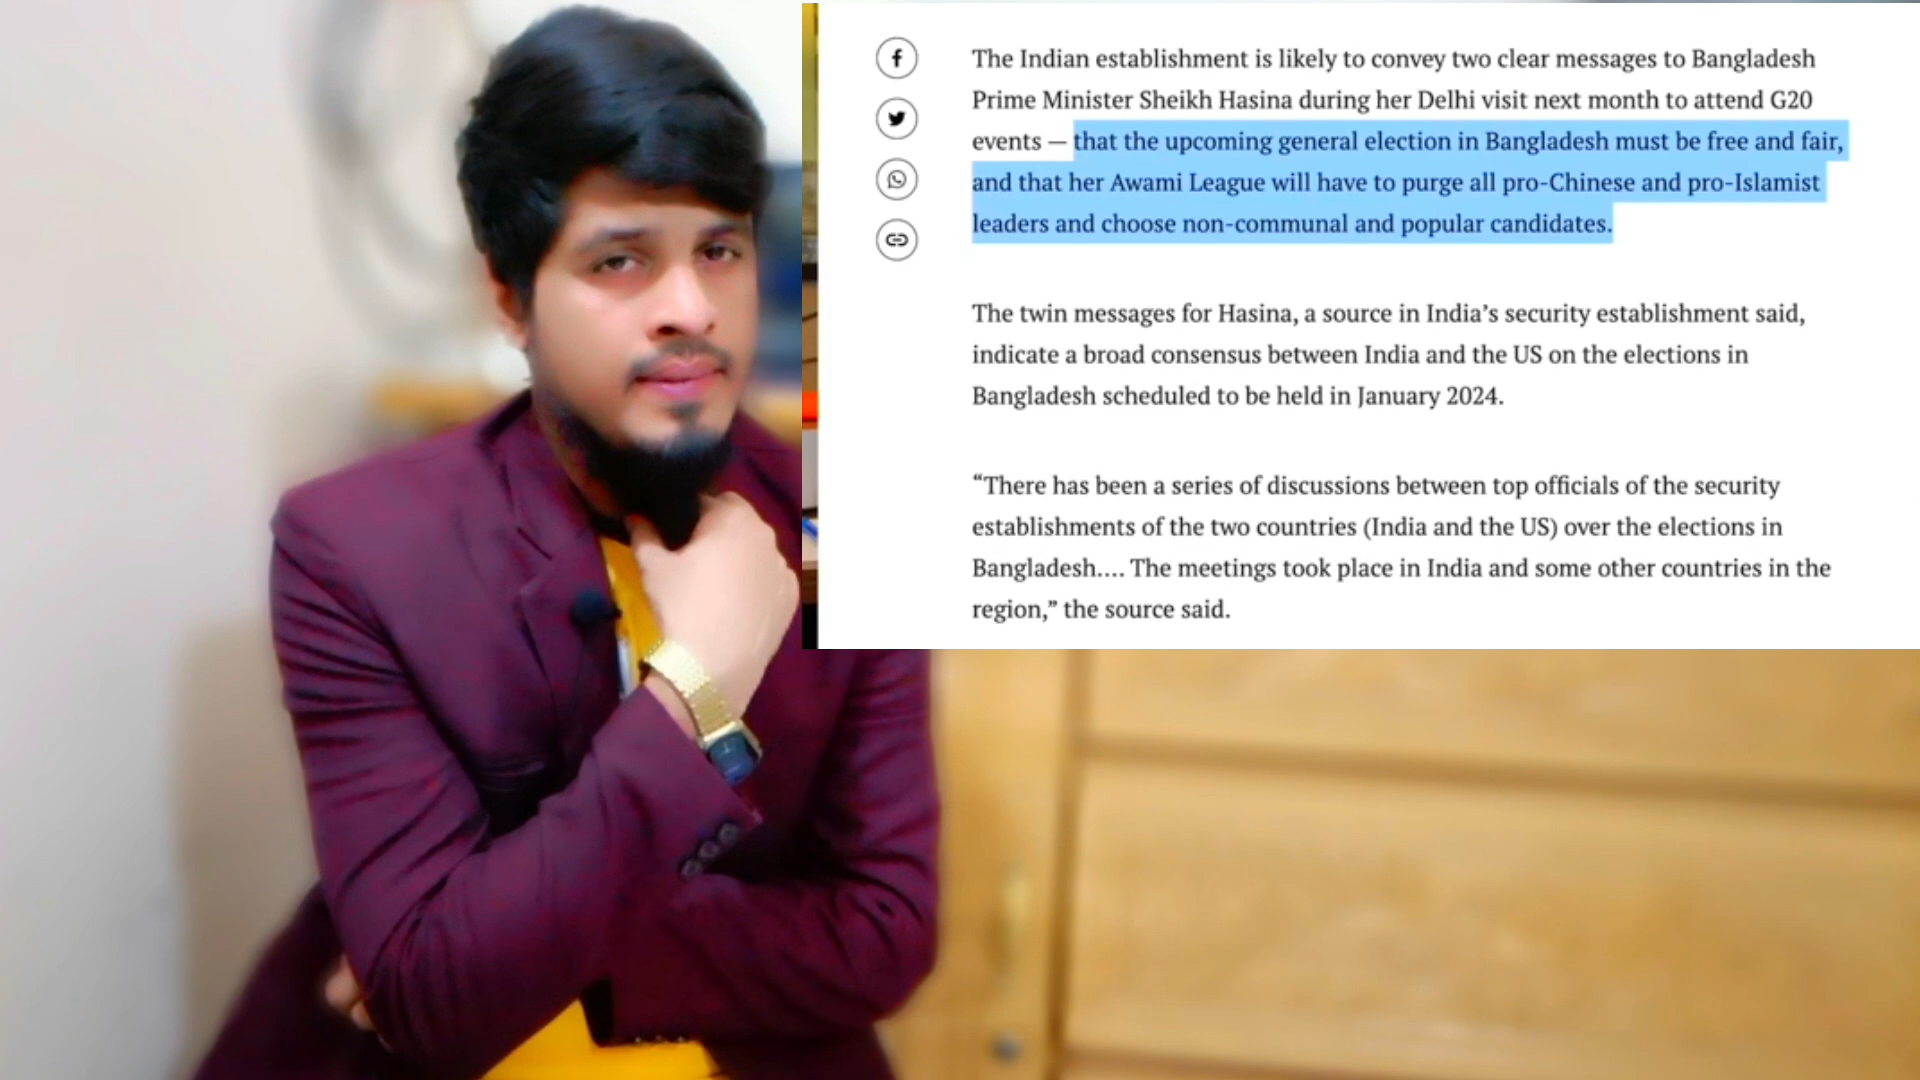 The Indian establishment is likely to convey two clear messages to Bangladesh
Prime Minister Sheikh Hasina during her Delhi visit next month to attend G20
events — that the upcoming general election in Bangladesh must be free and fair,
and that her Awami League will have to purge all pro-Chinese and pro-Islamist
leaders and choose non-communal and popular candidates.
The twin messages for Hasina, a source in India’s security establishment said,
indicate a broad consensus between India and the US on the elections in
Bangladesh scheduled to be held in January 2024.
“There has been a series of discussions between top officials of the security
establishments of the two countries (India and the US) over the elections in
Bangladesh.... The meetings took place in India and some other countries in the
region,” the source said.